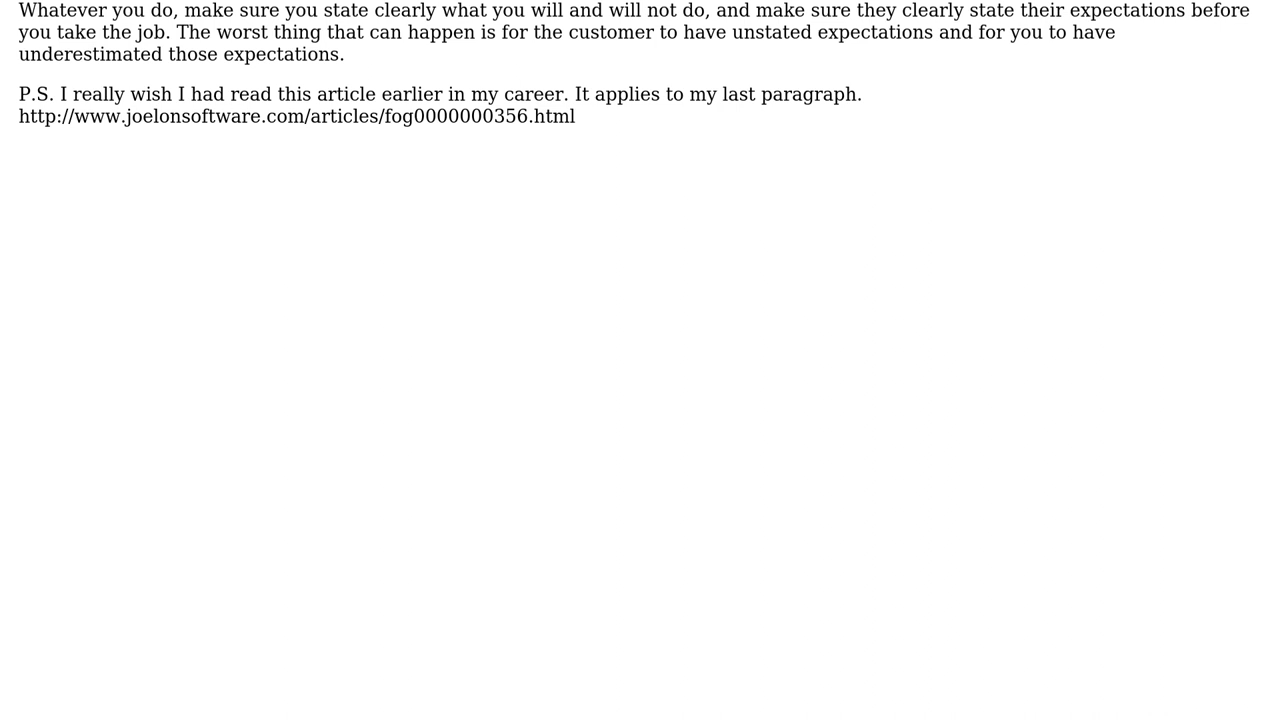 Whatever you do, make sure you state clearly what you will and will not do, and make sure they clearly state their expectations before
you take the job. The worst thing that can happen is for the customer to have unstated expectations and for you to have
underestimated those expectations.
P.S. I really wish I had read this article earlier in my career. It applies to my last paragraph.
http://www.joelonsoftware.com/articles/fog0000000356.html